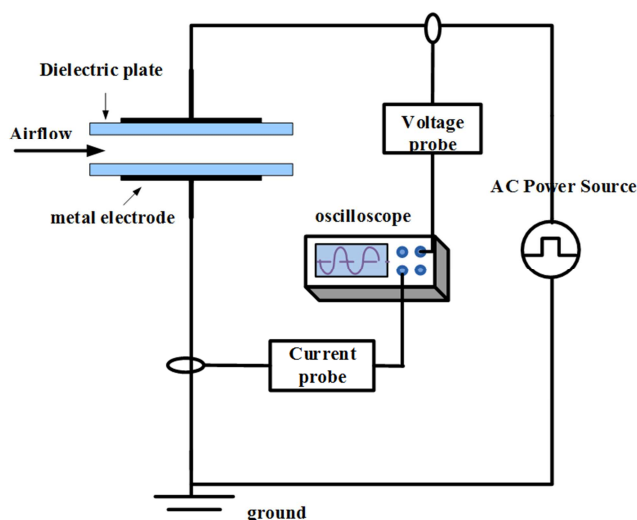 Dielectric plate
Airflow
metal electrode
Voltage
probe
AC Power Source
oscilloscope
Current
probe
ground